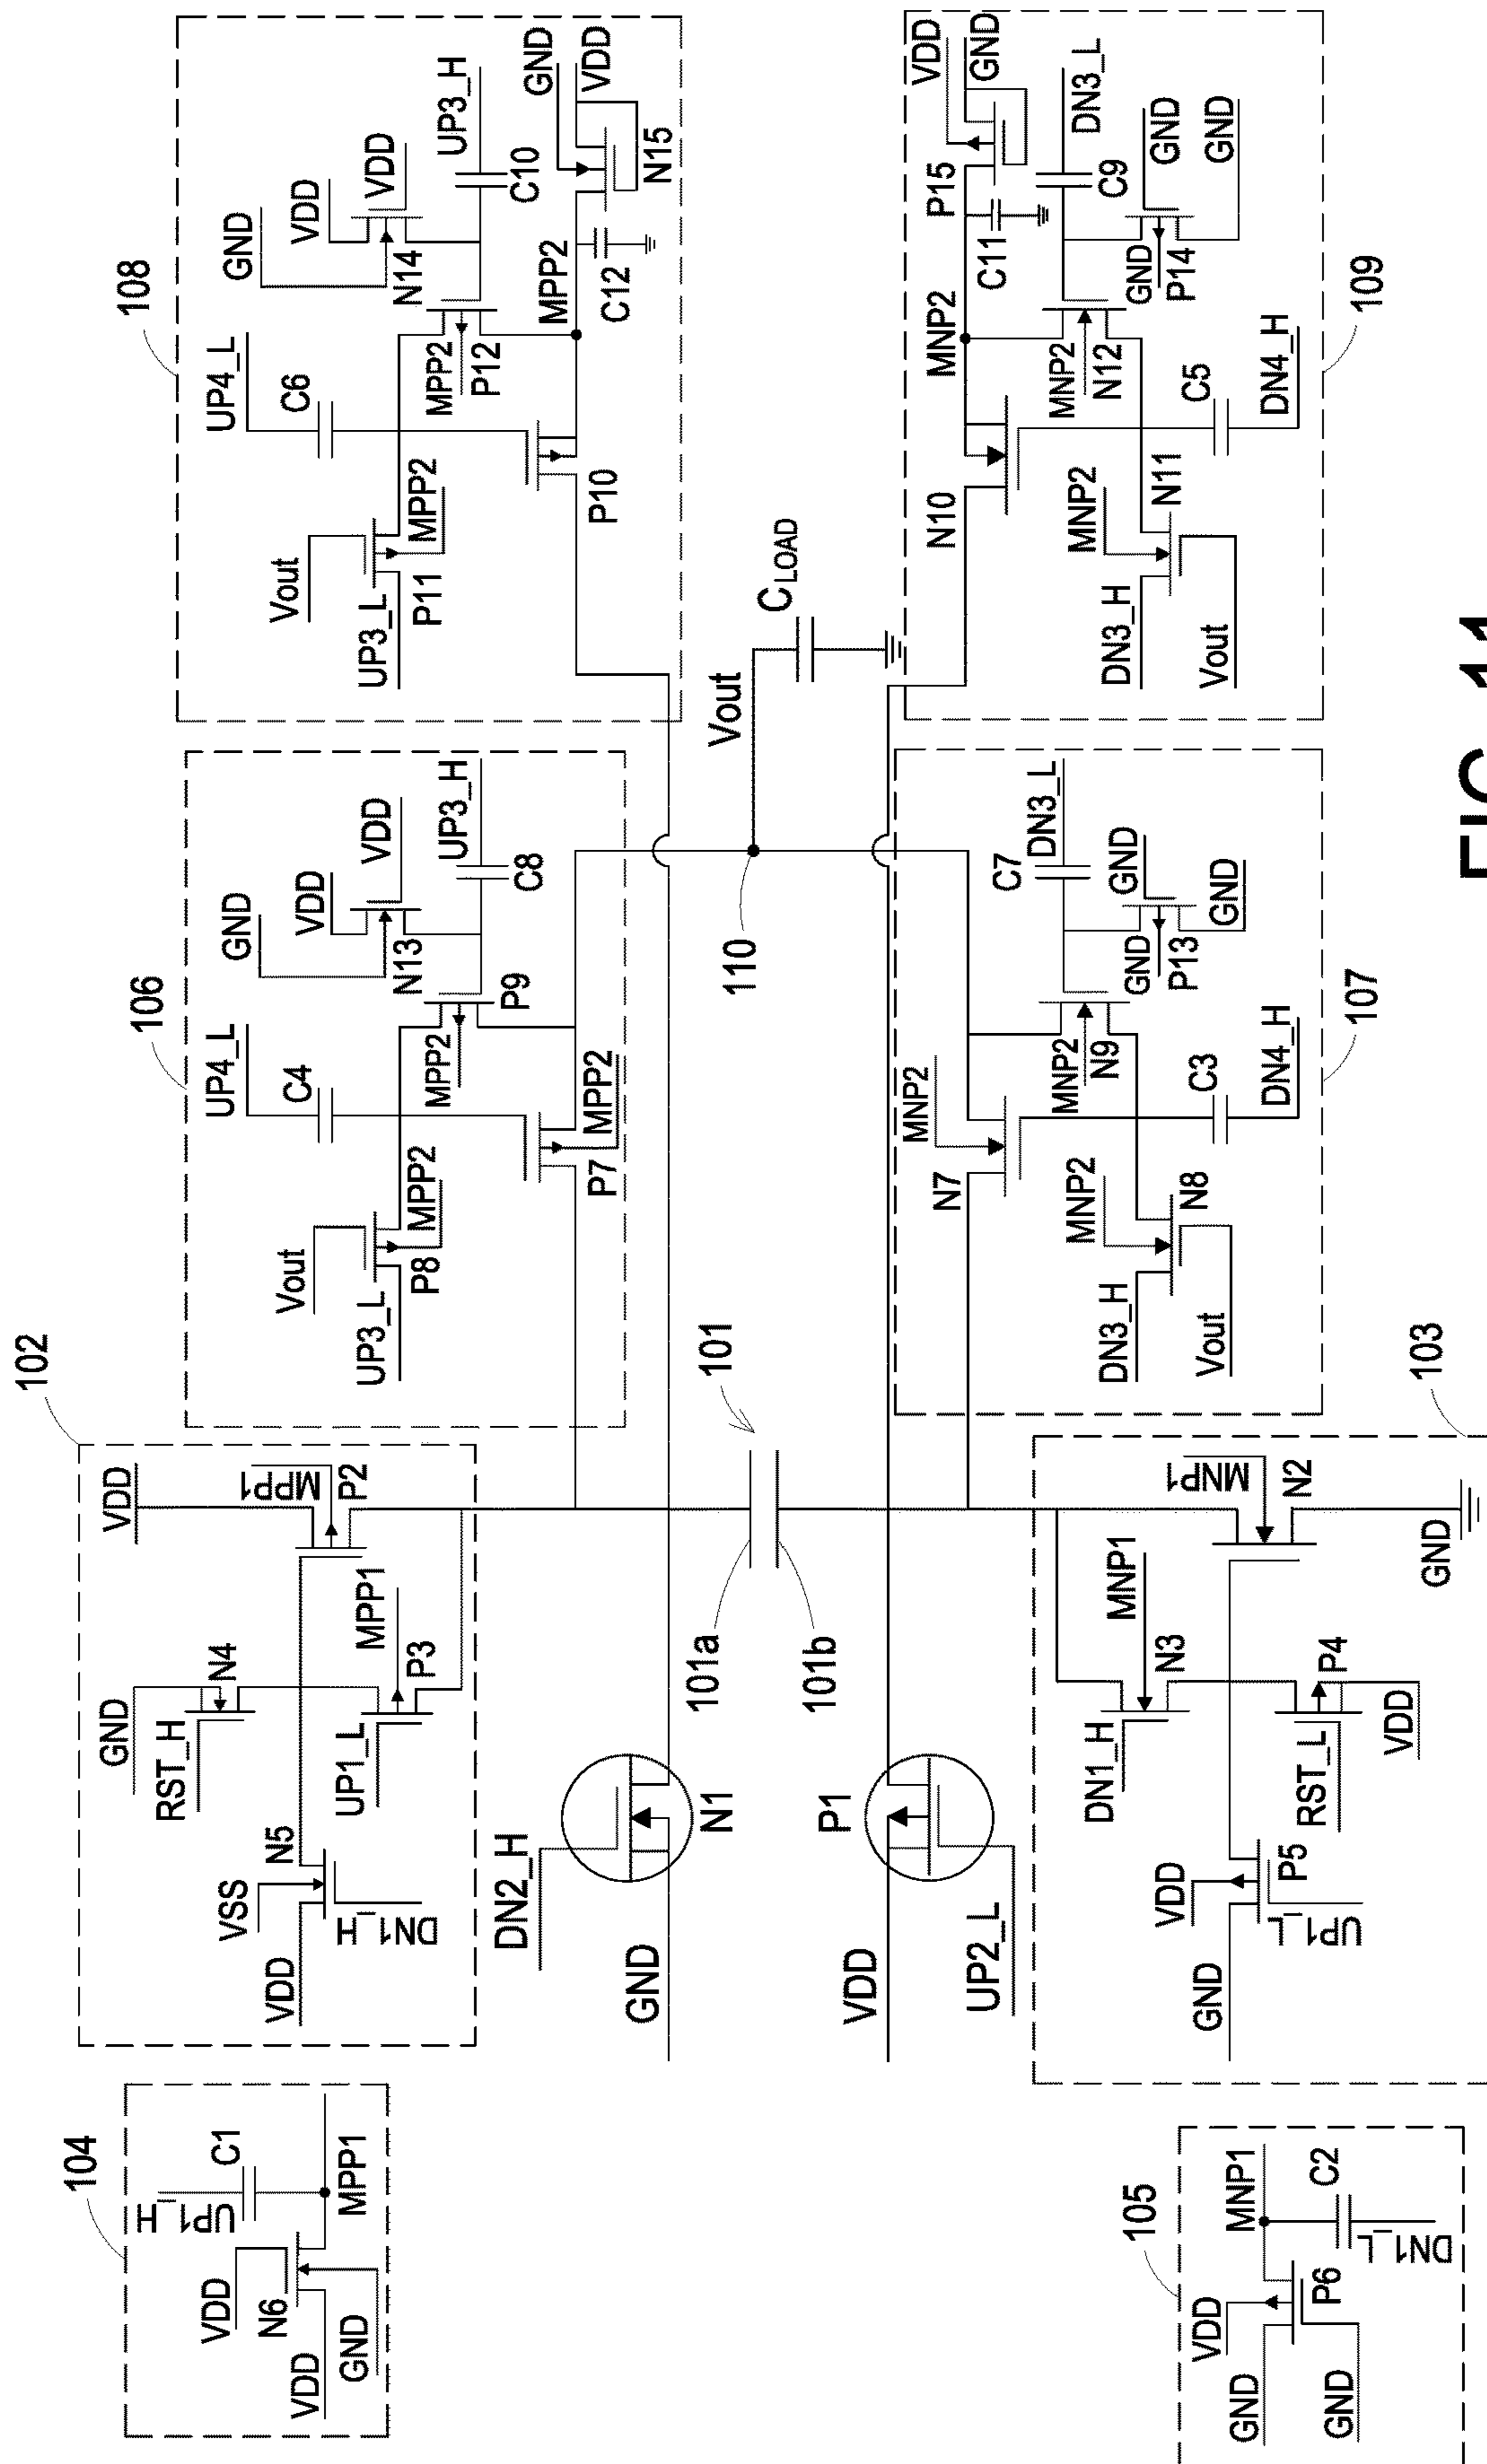 104
UP1_H
C1
VDD
N6
MPP1
VDD
GND
102
VDD
GND
MPP1
RST_H
N4
P2
N5
MPP1
VSS
UP1_L
P3
VDD
DN1_H
106
UP4_L
GND
C4
VDD
VDD
Vout
N13
UP3_H
P8
MPP2
UP3_L
MPP2
P9
C8
P7
MPP2
108
UP4_L
GND
C6
VDD
VDD
Vout
N14
UP3_H
P11
MPP2
UP3_L
MPP2
P12
C10
P10
MPP2
C12
GND
VDD
N15
DN2_H
N1
GND
101
101a
101b
110
Vout
CLOAD
P1
VDD
UP2_L
105
MNP1
VDD
C2
GND
P6
DN1_L
GND
103
DN1_H
N3
MNP1
MNP1
VDD
N2
GND
P5
UP1_L
RST_L
P4
VDD
GND
107
N7
MNP2
C7
DN3_L
MNP2
N9
GND
GND
P13
MNP2
DN3_H
N8
C3
GND
Vout
DN4_H
109
N10
MNP2
C11
P15
VDD
GND
MNP2
N12
C9
DN3_L
GND
GND
P14
MNP2
DN3_H
N11
C5
GND
Vout
DN4_H
FIG. 11